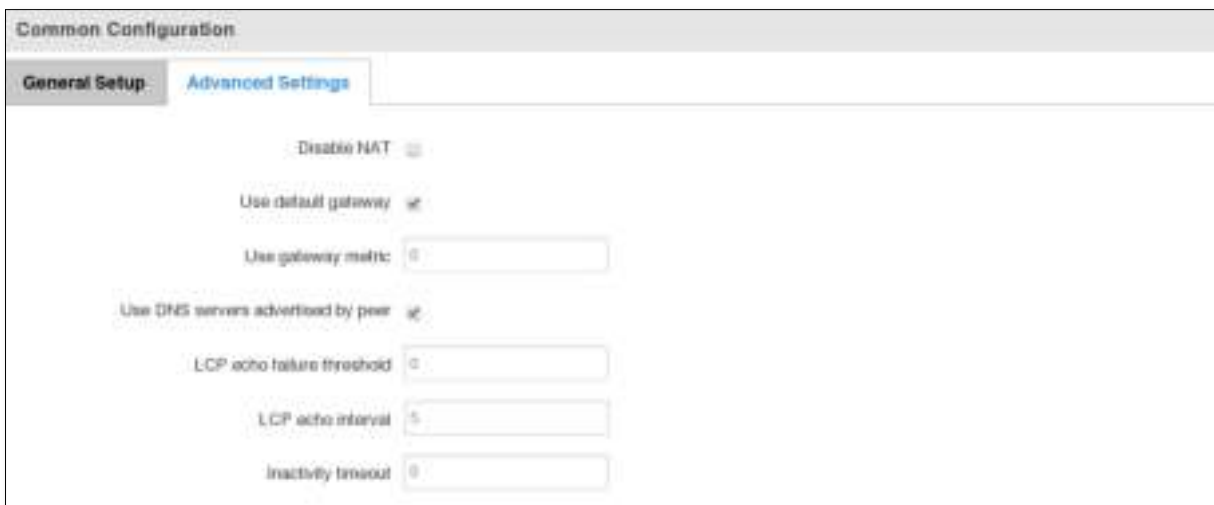 Common Configuration
General Setup Advanced Settings
Disable NAT
Use default gateway
Use gateway metric 0
Use DNS servers advertised by peer
LCP echo failure threshold 0
LCP echo interval 5
Inactivity timeout 0